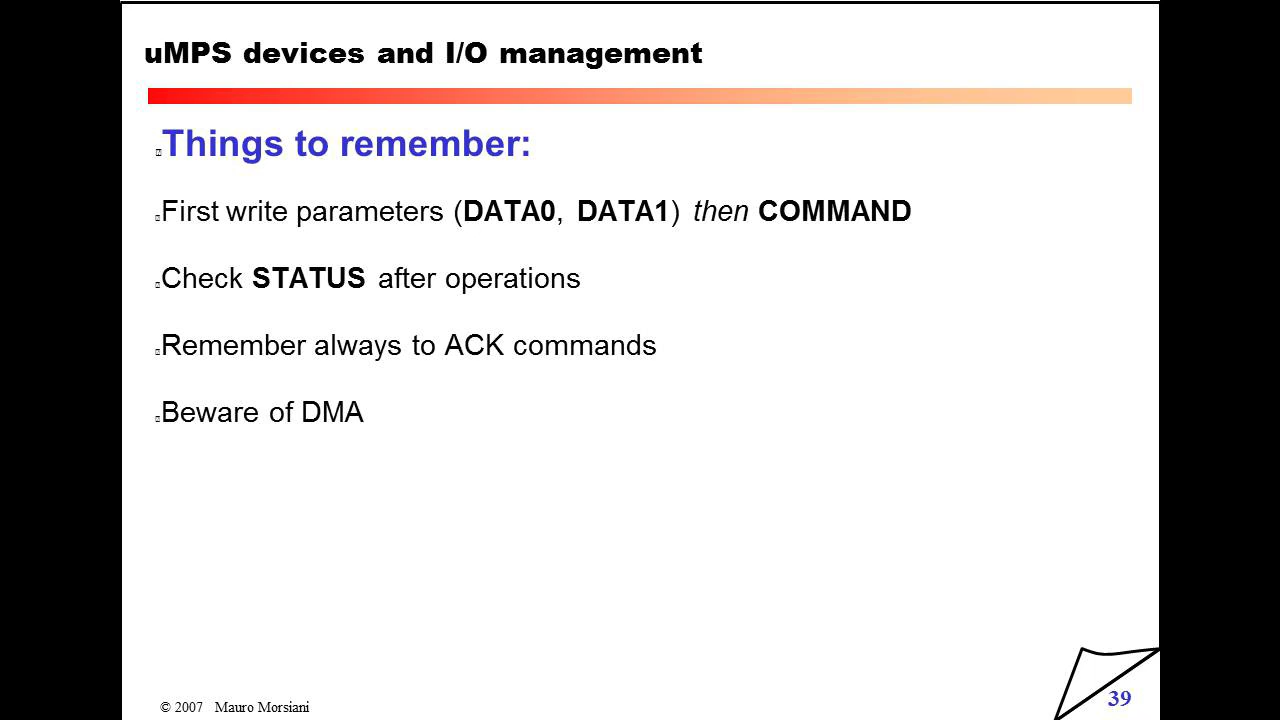 uMPS devices and I/O management
Things to remember:
First write parameters (DATA0, DATA1) then COMMAND
Check STATUS after operations
Remember always to ACK commands
Beware of DMA
© 2007 Mauro Morsiani
39